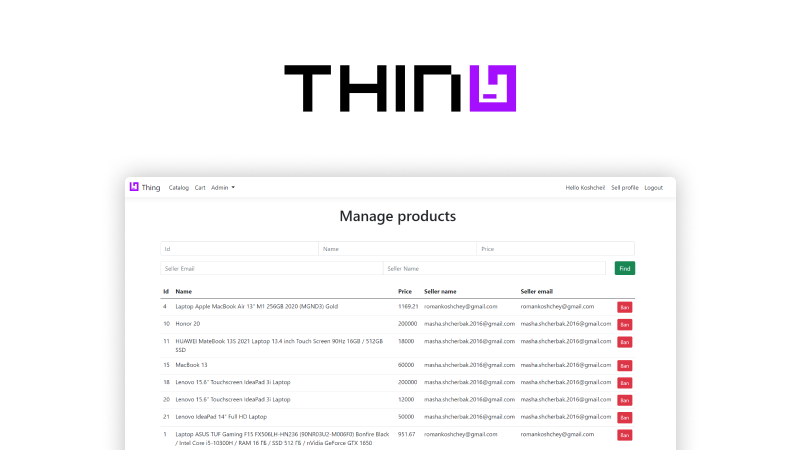 THING
Thing Catalog Cart Admin Hello Koshcheil Sell profile Logout
Manage products
Id Name Price
Seller Email Seller Name Find
Id Name Price Seller name Seller email
4 Laptop Apple MacBook Air 13" M1 256GB 2020 (MGND3) Gold 1169.21 romankoshchey@gmail.com romankoshchey@gmail.com Ban
10 Honor 20 200000 masha.shcherbak.2016@gmail.com masha.shcherbak.2016@gmail.com Ban
11 HUAWEI MateBook 13S 2021 Laptop 13.4 inch Touch Screen 90Hz 16GB / 512GB 18000 masha.shcherbak.2016@gmail.com masha.shcherbak.2016@gmail.com Ban
SSD
15 MacBook 13 60000 masha.shcherbak.2016@gmail.com masha.shcherbak.2016@gmail.com Ban
18 Lenovo 15.6" Touchscreen IdeaPad 3i Laptop 200000 masha.shcherbak.2016@gmail.com masha.shcherbak.2016@gmail.com Ban
20 Lenovo 15.6" Touchscreen IdeaPad 3i Laptop 12000 masha.shcherbak.2016@gmail.com masha.shcherbak.2016@gmail.com Ban
21 Lenovo IdeaPad 14" Full HD Laptop 50000 masha.shcherbak.2016@gmail.com masha.shcherbak.2016@gmail.com Ban
1 Laptop ASUS TUF Gaming F15 FX506LH-HN236 (90NR03U2-M006F0) Bonfire Black 951.67 romankoshchey@gmail.com romankoshchey@gmail.com Ban
/ Intel Core i5-10300H / RAM 16 ГБ / SSD 512 ГБ / nVidia GeForce GTX 1650